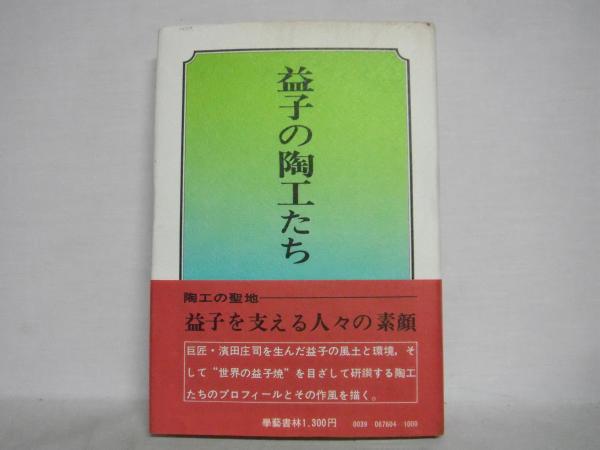 益子の陶工たち
陶工の聖地
益子を支える人々の素顔
巨匠・濱田庄司を生んだ益子の風土と環境，そ
して“世界の益子焼”を目ざして研鑚する陶工
たちのプロフィールとその作風を描く。
學藝書林1,300円 0039 067604 1000